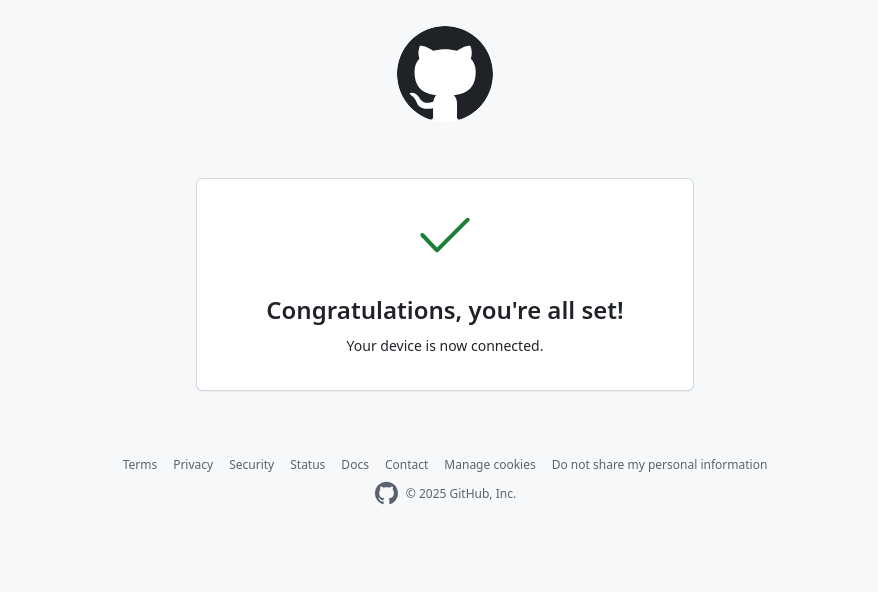 Congratulations, you're all set!
Your device is now connected.
Terms Privacy Security Status Docs Contact Manage cookies Do not share my personal information
© 2025 GitHub, Inc.